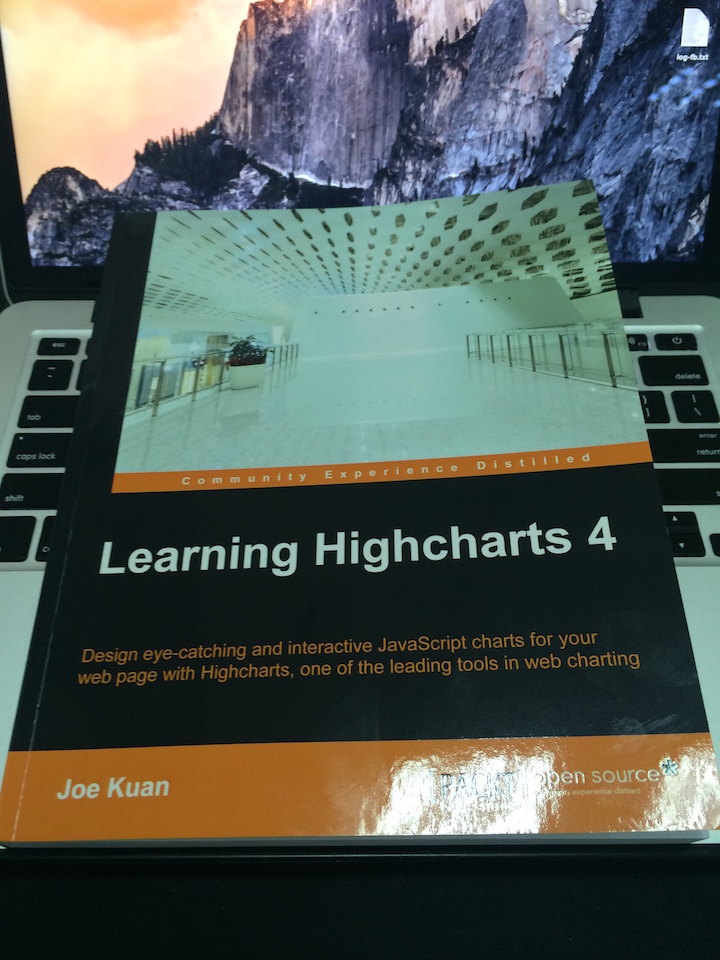 log-fb.txt
esc
delete
tab
caps lock
enter
return
shift
Community Experience Distilled
Learning Highcharts 4
Design eye-catching and interactive JavaScript charts for your
web page with Highcharts, one of the leading tools in web charting
Joe Kuan
PACKT open source*